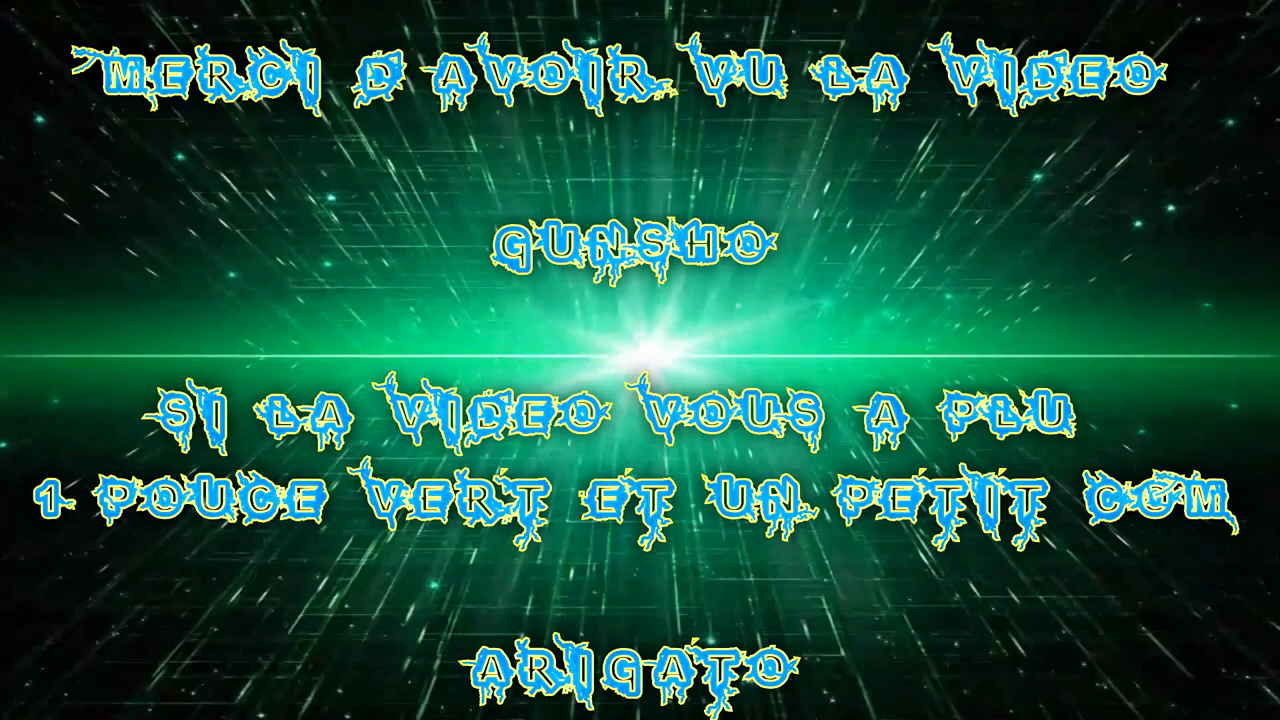 MERCI D AVOIR VU LA VIDEO
GUNSHO
SI LA VIDEO VOUS A PLU
1 POUCE VERT ET UN PETIT COM
ARIGATO